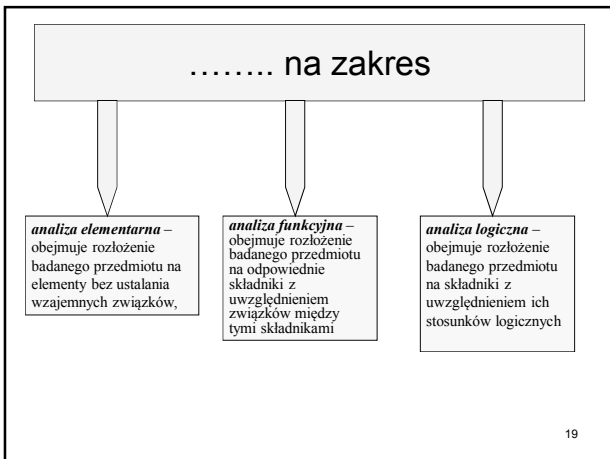 …….. na zakres
analiza elementarna –
obejmuje rozłożenie
badanego przedmiotu na
elementy bez ustalania
wzajemnych związków,
analiza funkcyjna –
obejmuje rozłożenie
badanego przedmiotu
na odpowiednie
składniki z
uwzględnieniem
związków między
tymi składnikami
analiza logiczna –
obejmuje rozłożenie
badanego przedmiotu
na składniki z
uwzględnieniem ich
stosunków logicznych
19